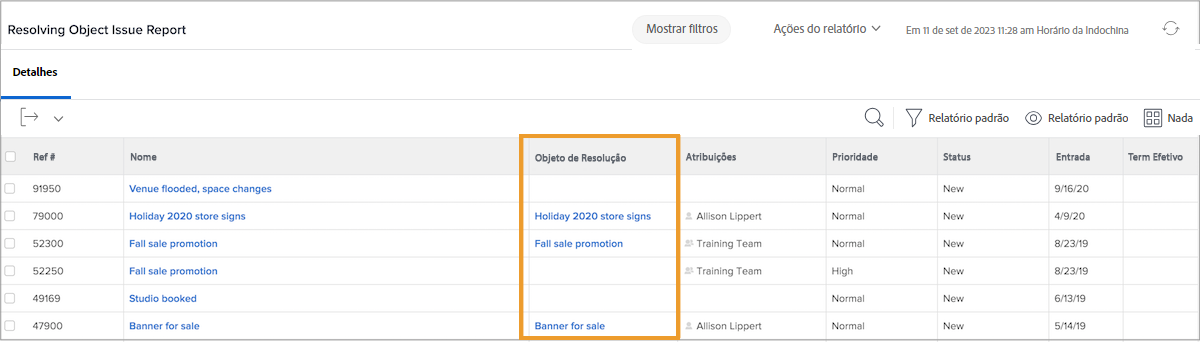 Resolving Object Issue Report Mostrar filtros Ações do relatório Em 11 de set de 2023 11:28 am Horário da Indochina
Detalhes
Relatório padrão Relatório padrão Nada
Ref # Nome Objeto de Resolução Atribuições Prioridade Status Entrada Term Efetivo
91950 Venue flooded, space changes Normal New 9/16/20
79000 Holiday 2020 store signs Holiday 2020 store signs Allison Lippert Normal New 4/9/20
52300 Fall sale promotion Fall sale promotion Training Team Normal New 8/23/19
52250 Fall sale promotion Training Team High New 8/23/19
49169 Studio booked Normal New 6/13/19
47900 Banner for sale Banner for sale Allison Lippert Normal New 5/14/19